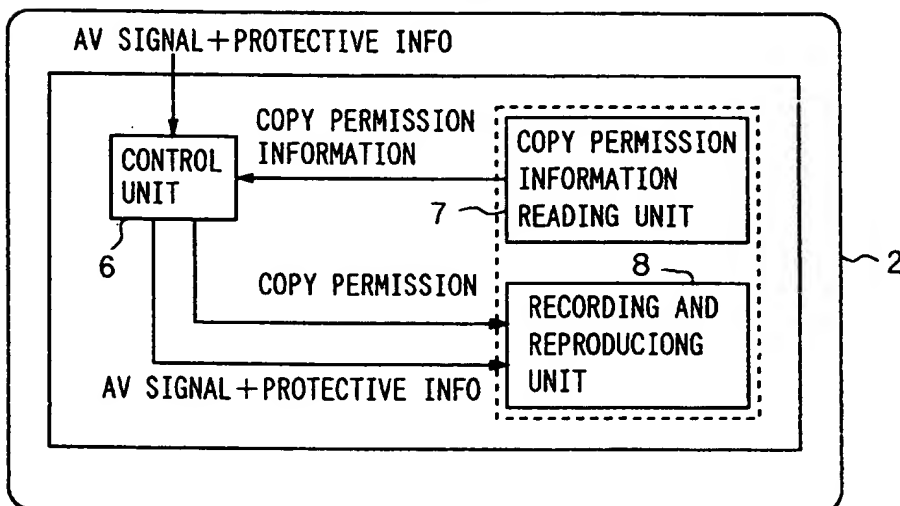 AV SIGNAL+PROTECTIVE INFO
COPY PERMISSION
INFORMATION
CONTROL
UNIT
6
COPY PERMISSION
INFORMATION
READING UNIT
7
2
COPY PERMISSION
8
RECORDING AND
REPRODUCIONG
UNIT
AV SIGNAL+PROTECTIVE INFO